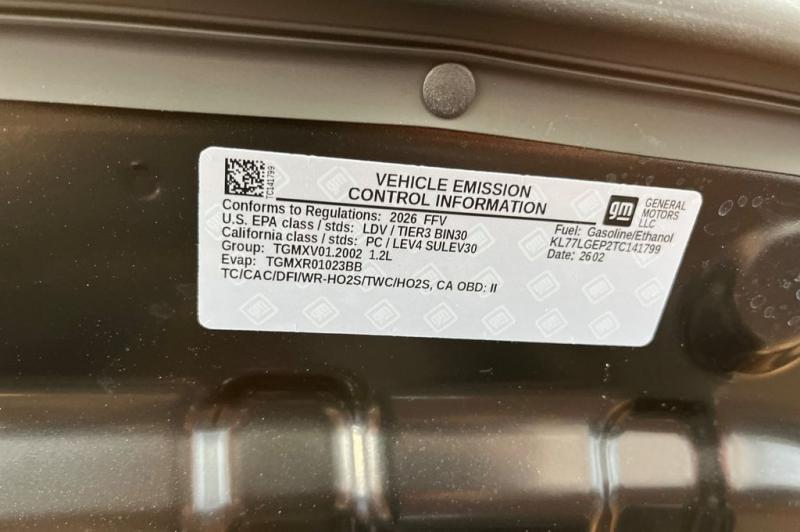 TC141799
VEHICLE EMISSION
CONTROL INFORMATION
gm
GENERAL
MOTORS
LLC
Conforms to Regulations: 2026 FFV
Fuel: Gasoline/Ethanol
U.S. EPA class / stds: LDV / TIER3 BIN30
KL77LGEP2TC141799
California class / stds: PC / LEV4 SULEV30
Date: 2602
Group: TGMXV01.2002 1.2L
Evap: TGMXR01023BB
TC/CAC/DFI/WR-HO2S/TWC/HO2S, CA OBD: II